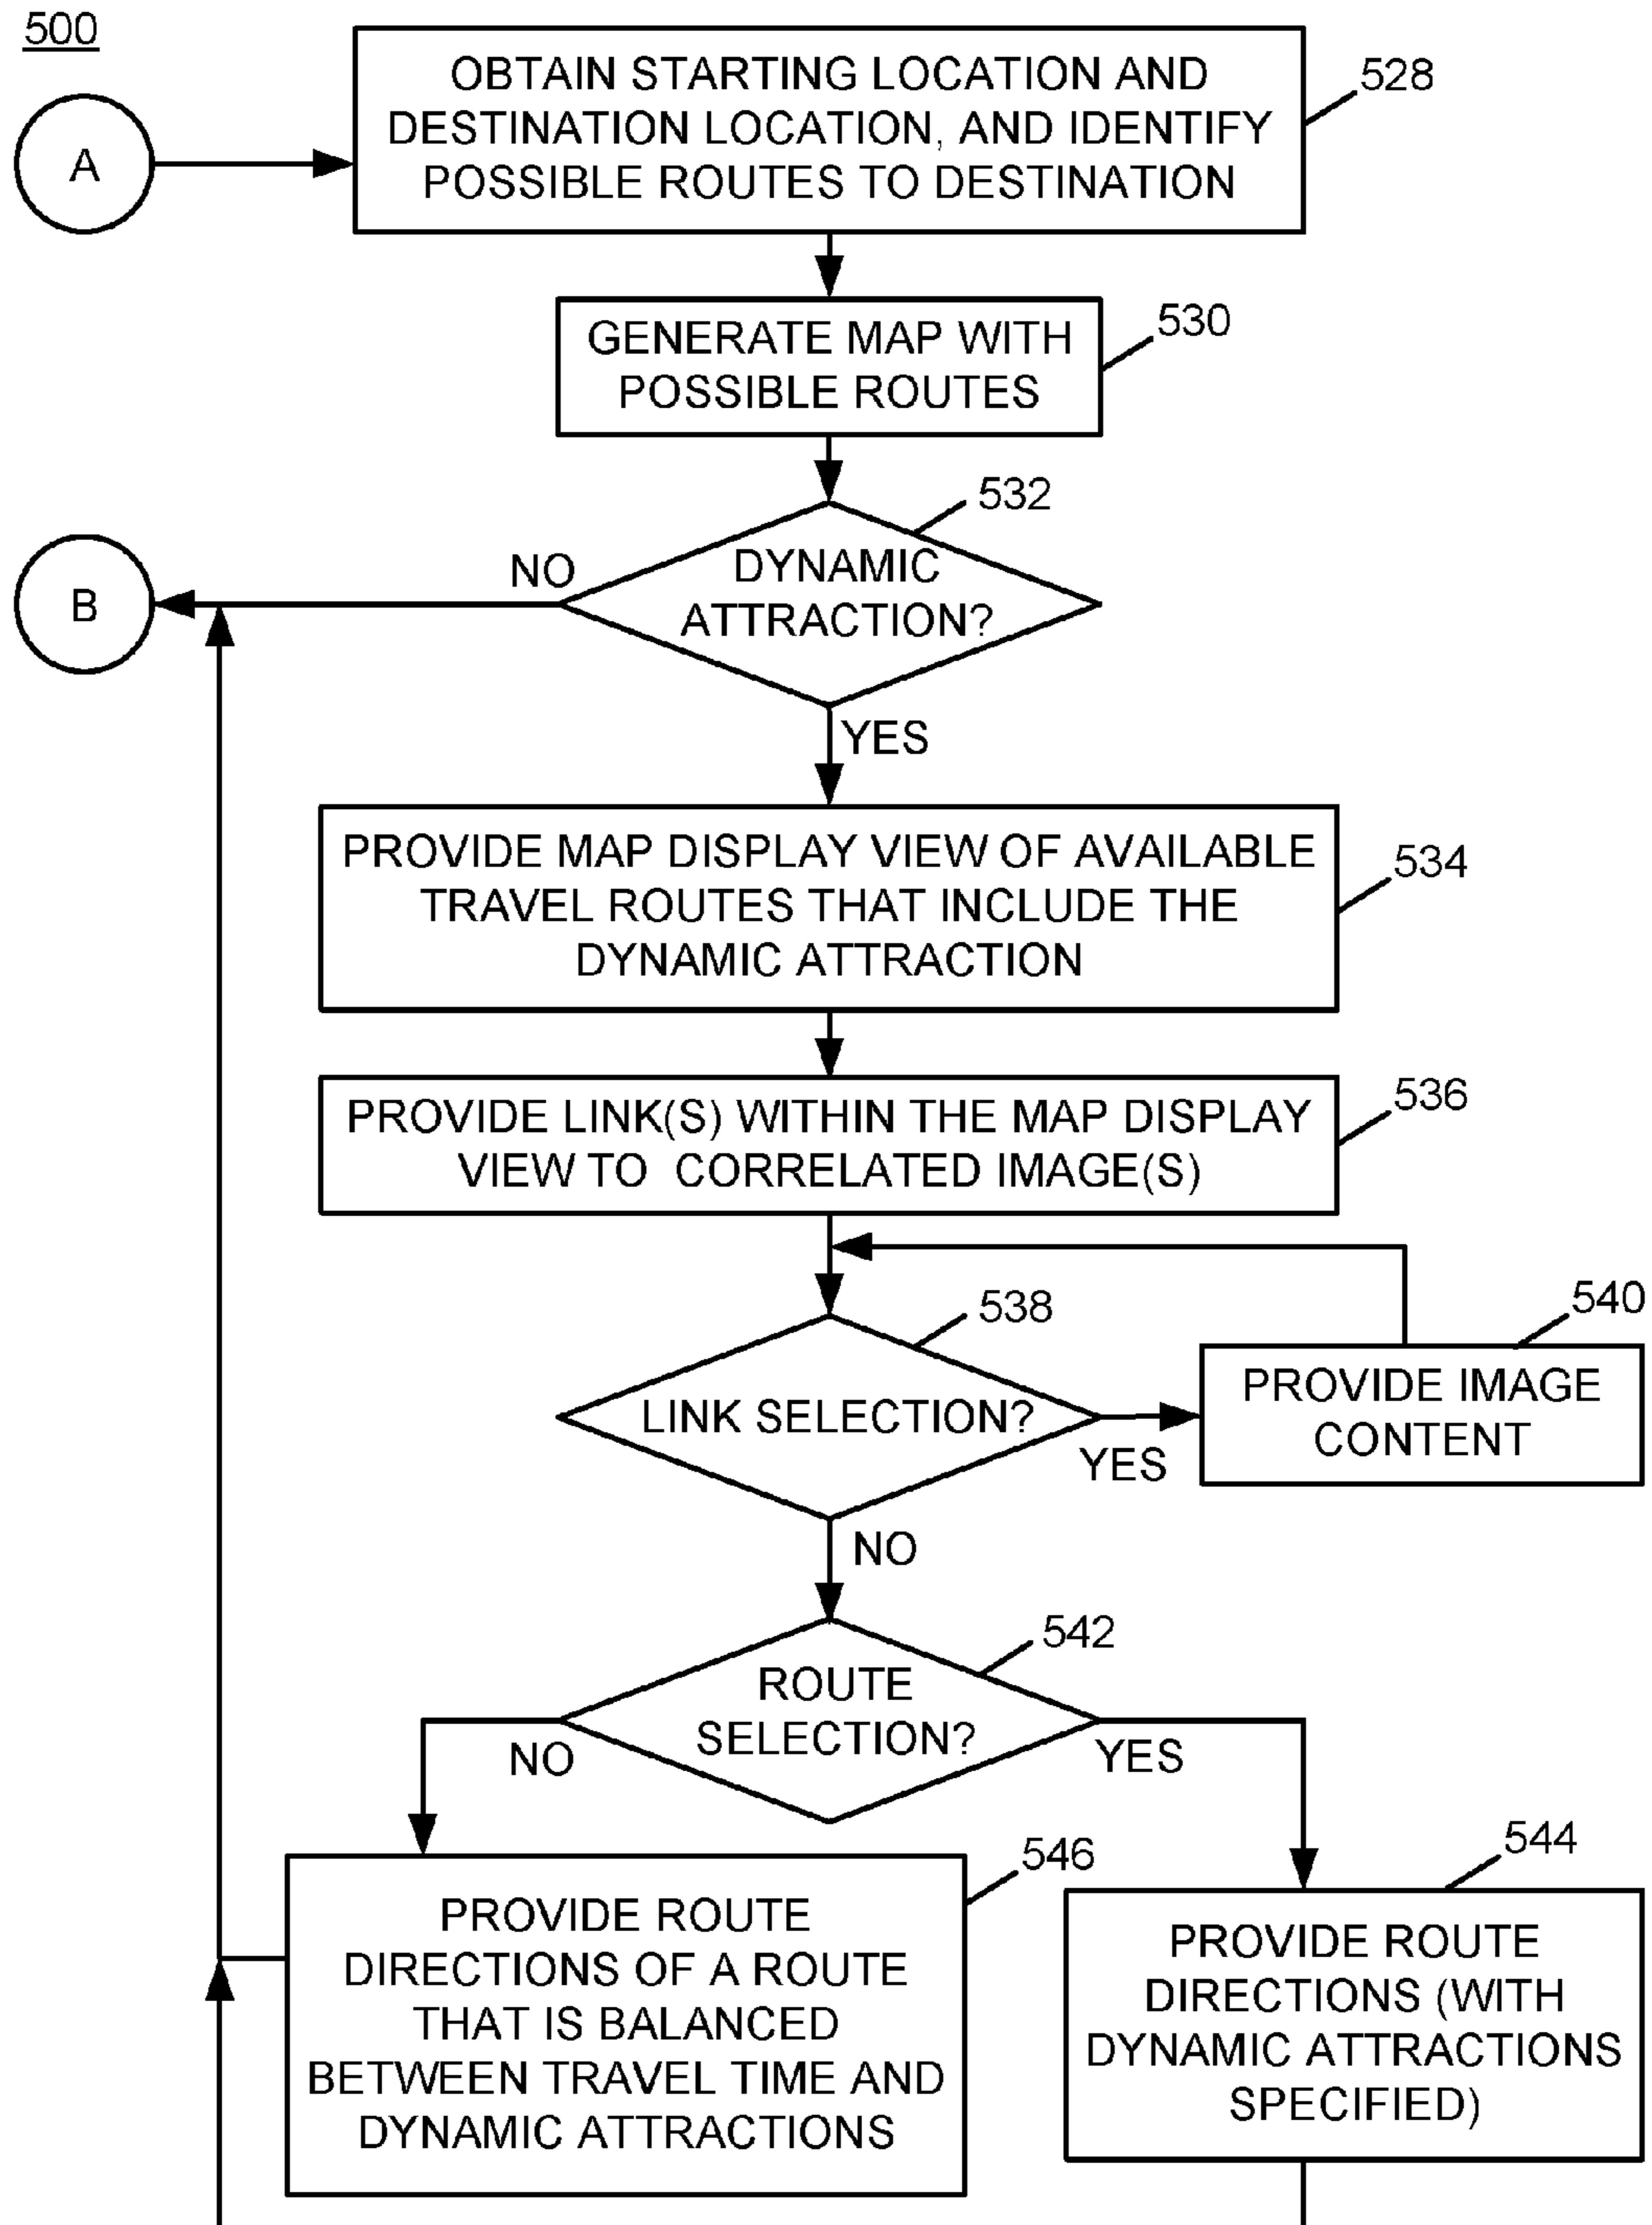 500
A
OBTAIN STARTING LOCATION AND
DESTINATION LOCATION, AND IDENTIFY
POSSIBLE ROUTES TO DESTINATION
528
GENERATE MAP WITH
POSSIBLE ROUTES
530
532
DYNAMIC
ATTRACTION?
NO
B
YES
PROVIDE MAP DISPLAY VIEW OF AVAILABLE
TRAVEL ROUTES THAT INCLUDE THE
DYNAMIC ATTRACTION
534
PROVIDE LINK(S) WITHIN THE MAP DISPLAY
VIEW TO CORRELATED IMAGE(S)
536
538
LINK SELECTION?
YES
540
PROVIDE IMAGE
CONTENT
NO
542
ROUTE
SELECTION?
NO
YES
546
PROVIDE ROUTE
DIRECTIONS OF A ROUTE
THAT IS BALANCED
BETWEEN TRAVEL TIME AND
DYNAMIC ATTRACTIONS
544
PROVIDE ROUTE
DIRECTIONS (WITH
DYNAMIC ATTRACTIONS
SPECIFIED)